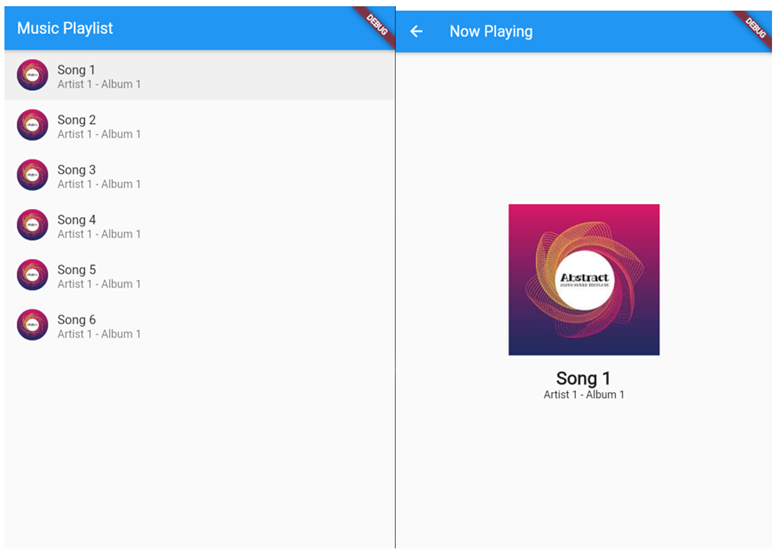 Music Playlist
DEBUG
Song 1
Artist 1 - Album 1
Song 2
Artist 1 - Album 1
Song 3
Artist 1 - Album 1
Song 4
Artist 1 - Album 1
Song 5
Artist 1 - Album 1
Song 6
Artist 1 - Album 1
Now Playing
DEBUG
Abstract
Song 1
Artist 1 - Album 1